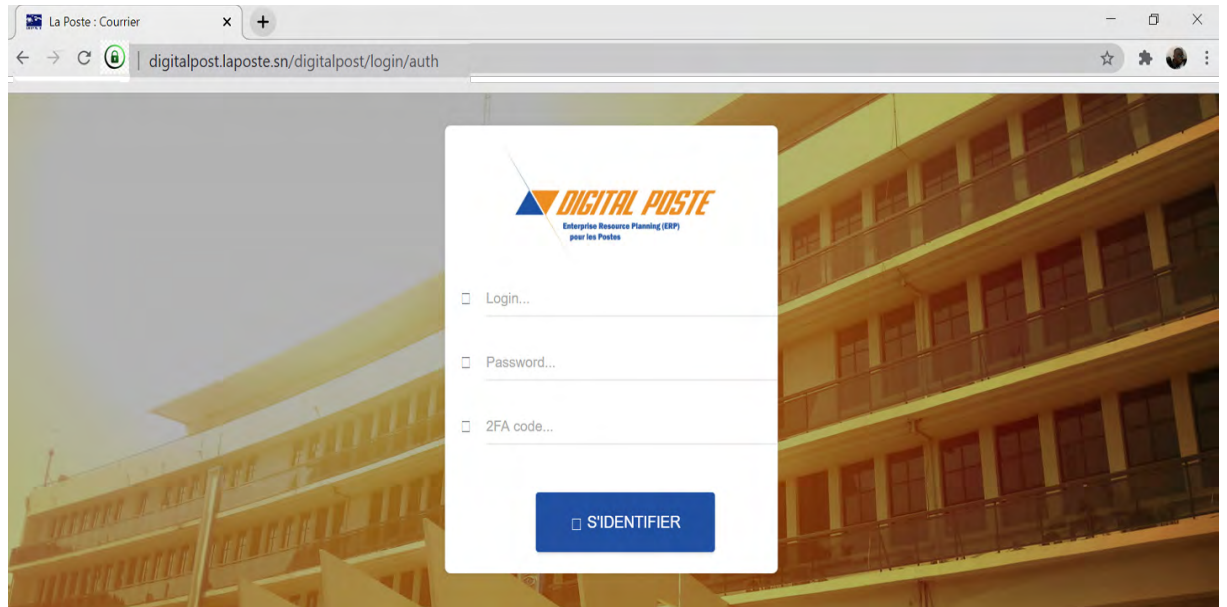 La Poste : Courrier
digitalpost.laposte.sn/digitalpost/login/auth
DIGITAL POSTE
Enterprise Resource Planning (ERP)
pour les Postes
Login...
Password...
2FA code...
S'IDENTIFIER